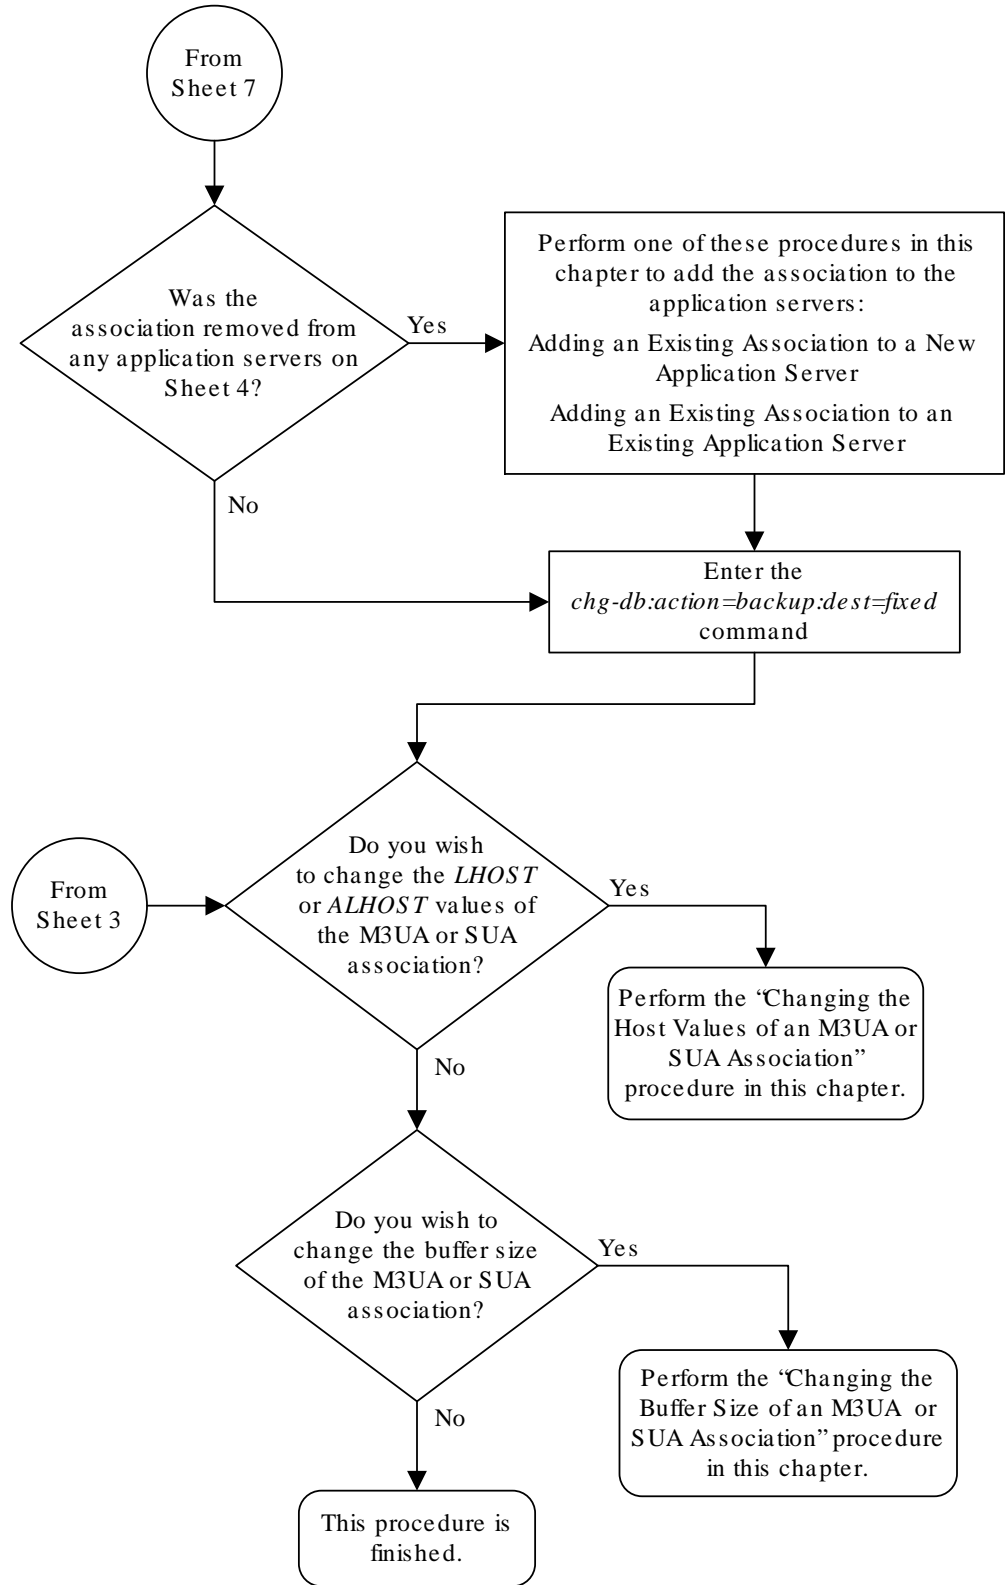 From
Sheet 7
Was the
association removed from
any application servers on
Sheet 4?
Yes
Perform one of these procedures in this
chapter to add the association to the
application servers:
Adding an Existing Association to a New
Application Server
Adding an Existing Association to an
Existing Application Server
No
Enter the
chg-db:action=backup:dest=fixed
command
From
Sheet 3
Do you wish
to change the LHOST
or ALHOST values of
the M3UA or SUA
association?
Yes
Perform the “Changing the
Host Values of an M3UA or
SUA Association”
procedure in this chapter.
No
Do you wish to
change the buffer size
of the M3UA or SUA
association?
Yes
Perform the “Changing the
Buffer Size of an M3UA or
SUA Association” procedure
in this chapter.
No
This procedure is
finished.